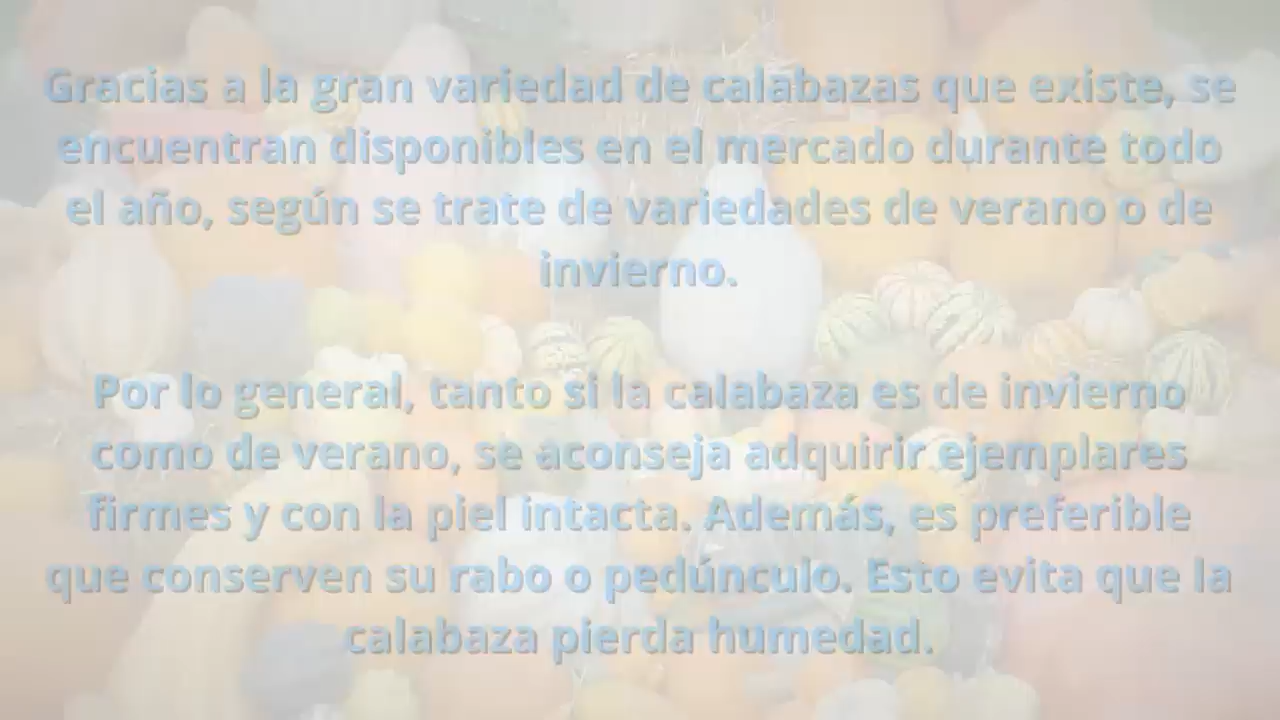 Gracias a la gran variedad de calabazas que existe, se
encuentran disponibles en el mercado durante todo
el año, según se trate de variedades de verano o de
invierno.
Por lo general, tanto si la calabaza es de invierno
como de verano, se aconseja adquirir ejemplares
firmes y con la piel intacta. Además, es preferible
que conserven su rabo o pedúnculo. Esto evita que la
calabaza pierda humedad.